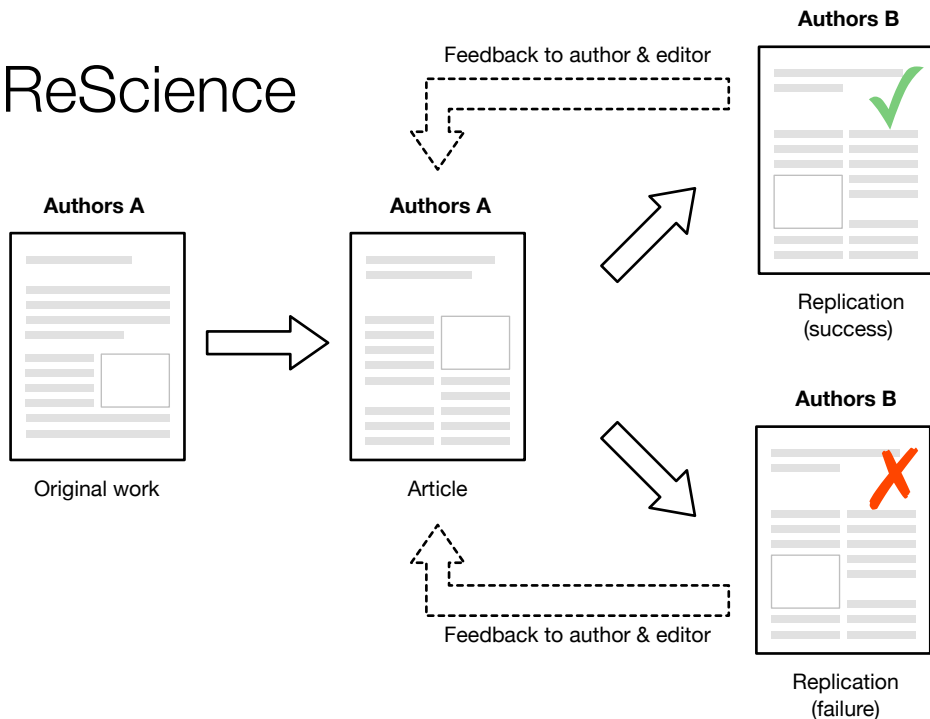 ReScience
Authors A
Original work
Authors A
Article
Feedback to author & editor
Authors B
Replication
(success)
Authors B
Replication
(failure)
Feedback to author & editor